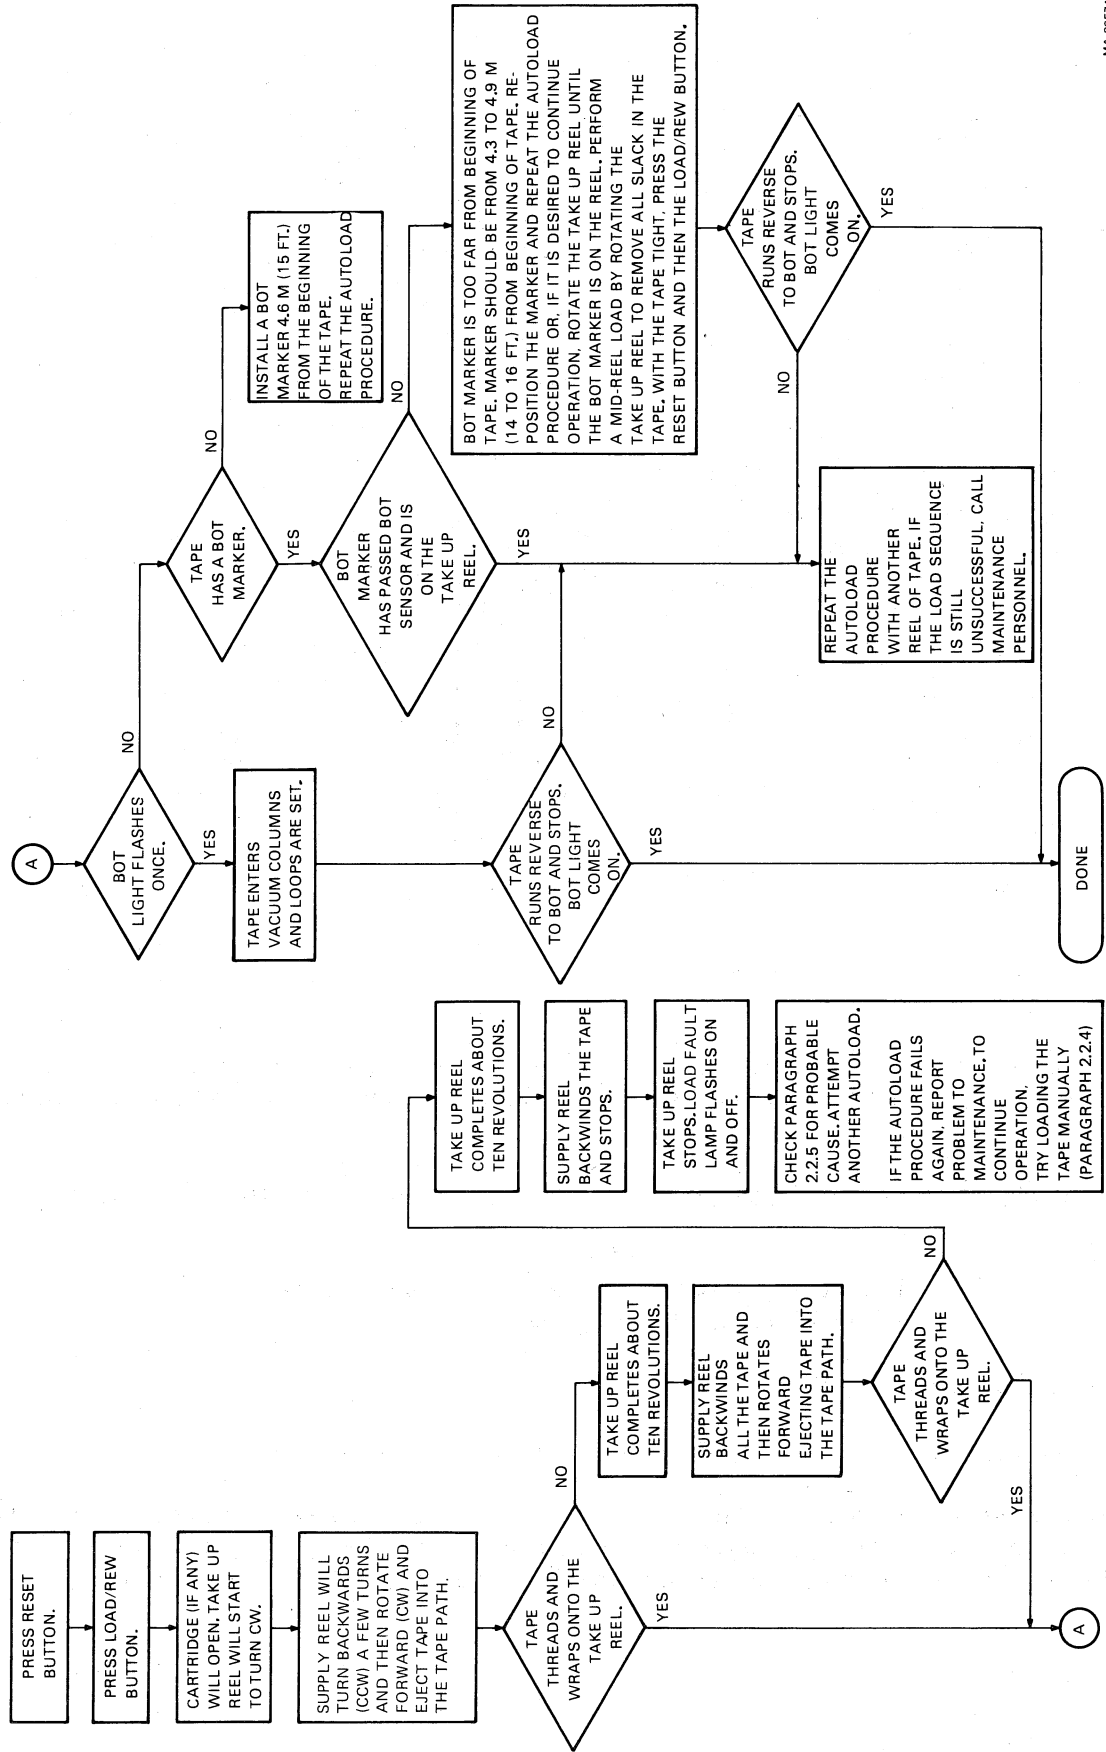 PRESS RESET
BUTTON.
PRESS LOAD/REW
BUTTON.
CARTRIDGE (IF ANY)
WILL OPEN. TAKE UP
REEL WILL START
TO TURN CW.
SUPPLY REEL WILL
TURN BACKWARDS
(CCW) A FEW TURNS
AND THEN ROTATE
FORWARD (CW) AND
EJECT TAPE INTO
THE TAPE PATH.
TAPE
THREADS AND
WRAPS ONTO THE
TAKE UP
REEL.
NO
YES
TAKE UP REEL
COMPLETES ABOUT
TEN REVOLUTIONS.
SUPPLY REEL
BACKWINDS
ALL THE TAPE AND
THEN ROTATES
FORWARD
EJECTING TAPE INTO
THE TAPE PATH.
TAPE
THREADS AND
WRAPS ONTO THE
TAKE UP
REEL.
NO
YES
A
TAKE UP REEL
COMPLETES ABOUT
TEN REVOLUTIONS.
SUPPLY REEL
BACKWINDS THE TAPE
AND STOPS.
TAKE UP REEL
STOPS. LOAD FAULT
LAMP FLASHES ON
AND OFF.
CHECK PARAGRAPH
2.2.5 FOR PROBABLE
CAUSE. ATTEMPT
ANOTHER AUTOLOAD.
IF THE AUTOLOAD
PROCEDURE FAILS
AGAIN, REPORT
PROBLEM TO
MAINTENANCE. TO
CONTINUE
OPERATION,
TRY LOADING THE
TAPE MANUALLY
(PARAGRAPH 2.2.4)
A
BOT
LIGHT FLASHES
ONCE.
NO
YES
TAPE ENTERS
VACUUM COLUMNS
AND LOOPS ARE SET.
TAPE
RUNS REVERSE
TO BOT AND STOPS.
BOT LIGHT
COMES
ON.
NO
YES
DONE
TAPE
HAS A BOT
MARKER.
NO
YES
INSTALL A BOT
MARKER 4.6 M (15 FT.)
FROM THE BEGINNING
OF THE TAPE.
REPEAT THE AUTOLOAD
PROCEDURE.
BOT
MARKER
HAS PASSED BOT
SENSOR AND IS
ON THE
TAKE UP
REEL.
NO
YES
BOT MARKER IS TOO FAR FROM BEGINNING OF
TAPE. MARKER SHOULD BE FROM 4.3 TO 4.9 M
(14 TO 16 FT.) FROM BEGINNING OF TAPE. RE-
POSITION THE MARKER AND REPEAT THE AUTOLOAD
PROCEDURE OR, IF IT IS DESIRED TO CONTINUE
OPERATION, ROTATE THE TAKE UP REEL UNTIL
THE BOT MARKER IS ON THE REEL. PERFORM
A MID-REEL LOAD BY ROTATING THE
TAKE UP REEL TO REMOVE ALL SLACK IN THE
TAPE. WITH THE TAPE TIGHT, PRESS THE
RESET BUTTON AND THEN THE LOAD/REW BUTTON.
TAPE
RUNS REVERSE
TO BOT AND STOPS.
BOT LIGHT
COMES
ON.
NO
YES
REPEAT THE
AUTOLOAD
PROCEDURE
WITH ANOTHER
REEL OF TAPE. IF
THE LOAD SEQUENCE
IS STILL
UNSUCCESSFUL, CALL
MAINTENANCE
PERSONNEL.